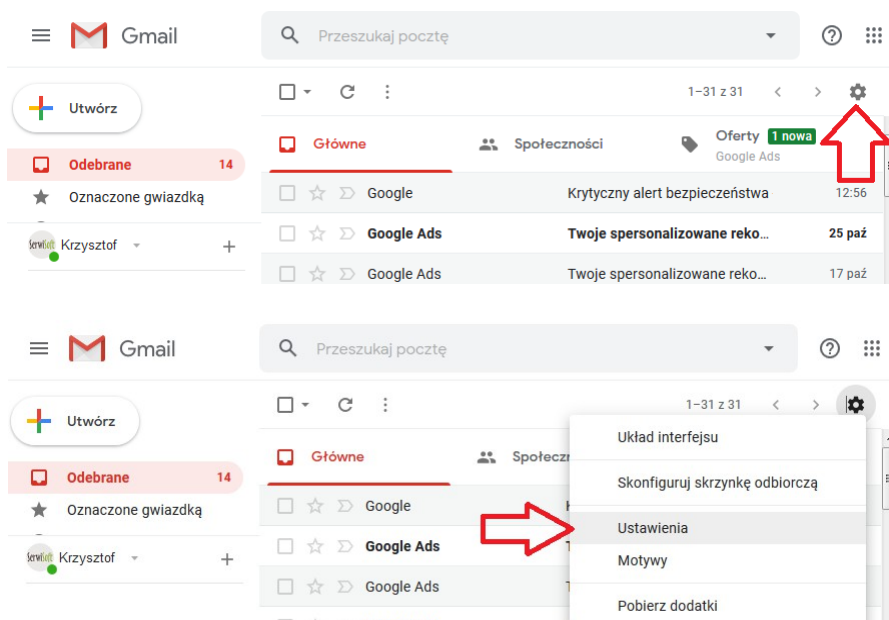 Gmail
Przeszukaj pocztę
Utwórz
1–31 z 31
Główne
Społeczności
Oferty 1 nowa
Google Ads
Odebrane 14
Oznaczone gwiazdką
Google Krytyczny alert bezpieczeństwa 12:56
Google Ads Twoje spersonalizowane reko... 25 paź
Krzysztof
Google Ads Twoje spersonalizowane reko... 17 paź
Gmail
Przeszukaj pocztę
Utwórz
1–31 z 31
Układ interfejsu
Główne
Społeczn
Odebrane 14
Skonfiguruj skrzynkę odbiorczą
Oznaczone gwiazdką
Google
Ustawienia
Google Ads
Krzysztof
Motywy
Google Ads
Pobierz dodatki